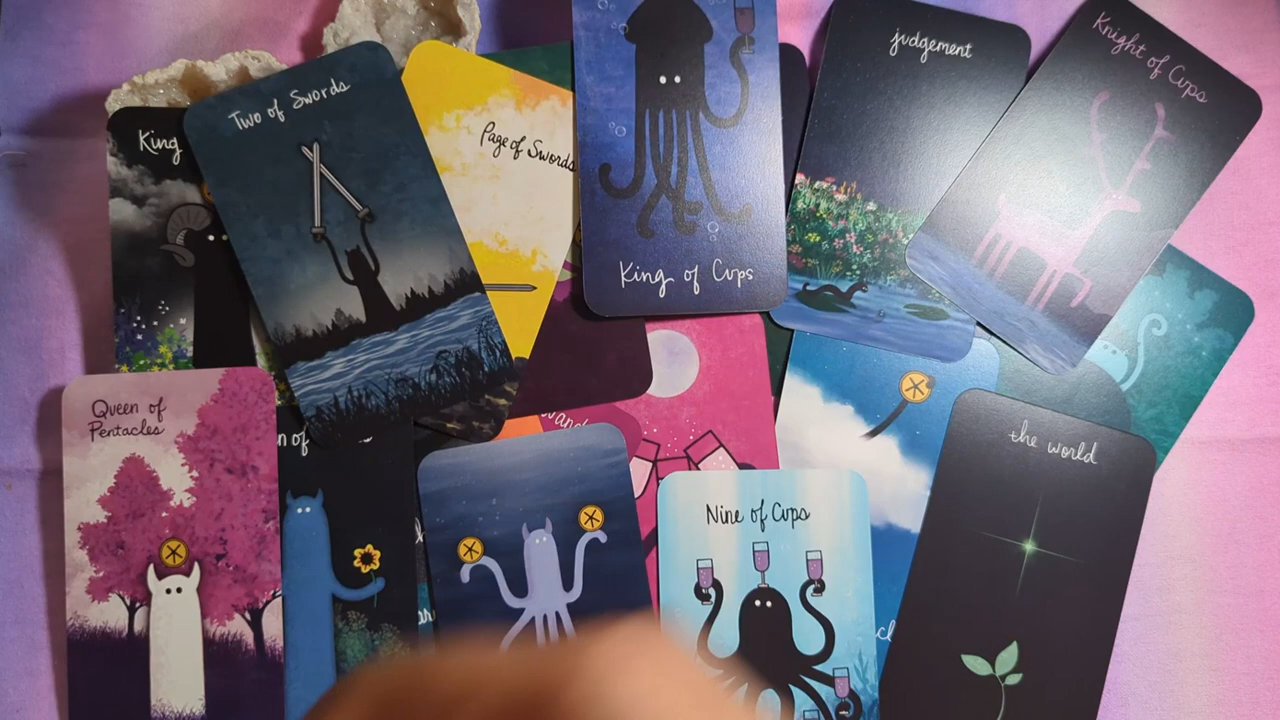 judgement
Knight of Cups
Two of Swords
King
Page of Swords
King of Cups
Queen of
Pentacles
the world
Nine of Cups